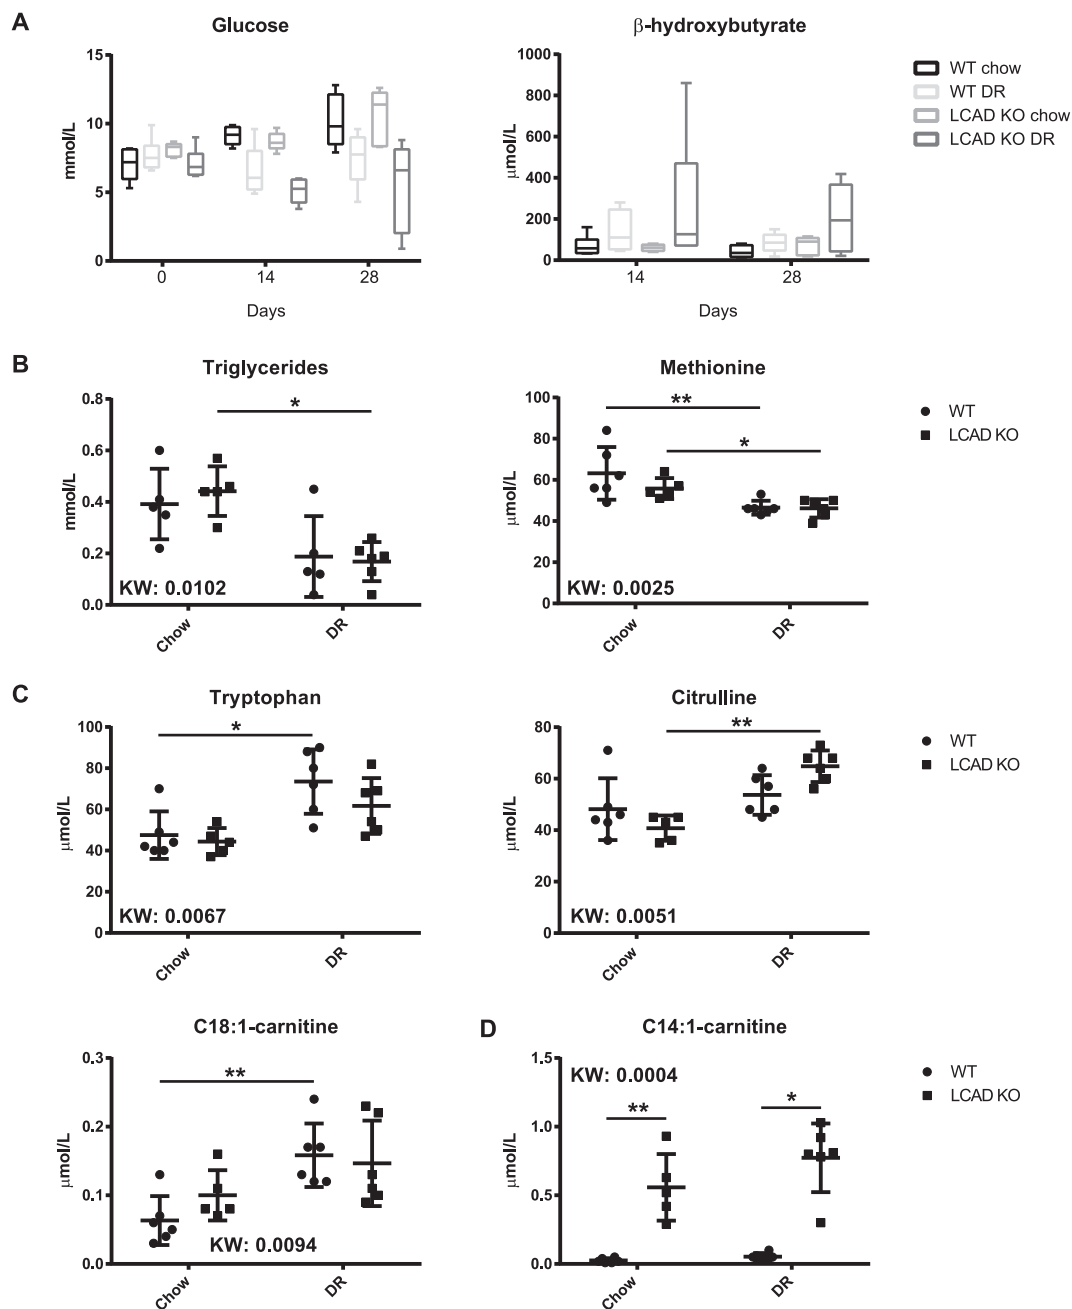 A
Glucose
15
10
5
0
mmol/L
0
14
28
Days
β-hydroxybutyrate
1000
800
600
400
200
0
μmol/L
14
28
Days
WT chow
WT DR
LCAD KO chow
LCAD KO DR
B
Triglycerides
0.8
0.6
0.4
0.2
0.0
mmol/L
*
KW: 0.0102
Chow
DR
Methionine
100
80
60
40
20
0
μmol/L
**
*
KW: 0.0025
Chow
DR
WT
LCAD KO
C
Tryptophan
100
80
60
40
20
0
μmol/L
*
KW: 0.0067
Chow
DR
Citrulline
80
60
40
20
0
μmol/L
**
KW: 0.0051
Chow
DR
WT
LCAD KO
C18:1-carnitine
0.3
0.2
0.1
0.0
μmol/L
**
KW: 0.0094
Chow
DR
D
C14:1-carnitine
1.5
1.0
0.5
0.0
μmol/L
KW: 0.0004
**
*
Chow
DR
WT
LCAD KO